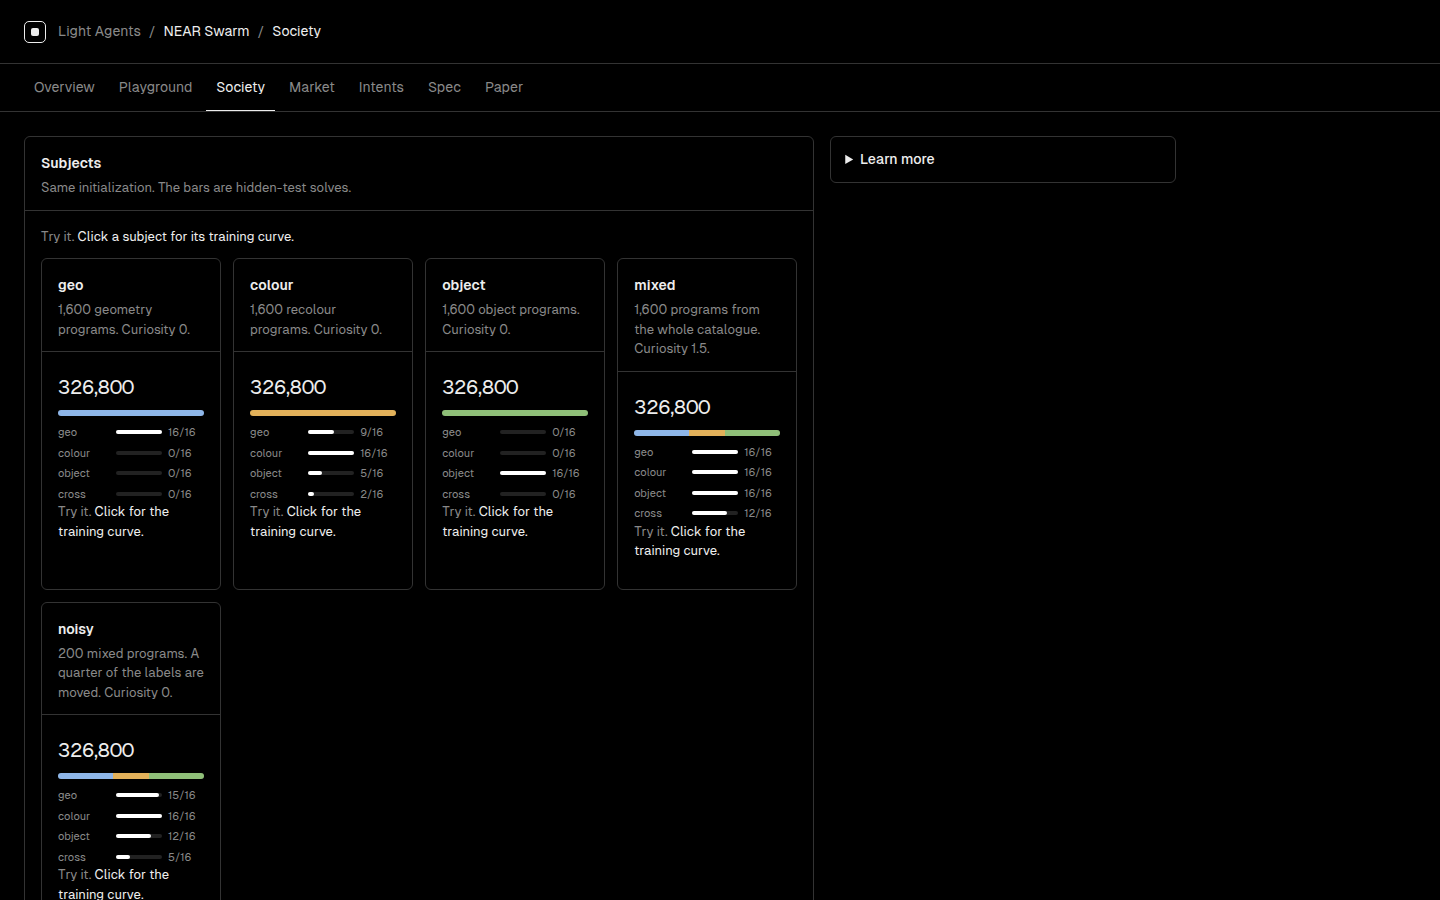 Light Agents / NEAR Swarm / Society
Overview Playground Society Market Intents Spec Paper
Subjects
Same initialization. The bars are hidden-test solves.
Try it. Click a subject for its training curve.
geo
1,600 geometry
programs. Curiosity 0.
326,800
geo 16/16
colour 0/16
object 0/16
cross 0/16
Try it. Click for the
training curve.
colour
1,600 recolour
programs. Curiosity 0.
326,800
geo 9/16
colour 16/16
object 5/16
cross 2/16
Try it. Click for the
training curve.
object
1,600 object programs.
Curiosity 0.
326,800
geo 0/16
colour 0/16
object 16/16
cross 0/16
Try it. Click for the
training curve.
mixed
1,600 programs from
the whole catalogue.
Curiosity 1.5.
326,800
geo 16/16
colour 16/16
object 16/16
cross 12/16
Try it. Click for the
training curve.
noisy
200 mixed programs. A
quarter of the labels are
moved. Curiosity 0.
326,800
geo 15/16
colour 16/16
object 12/16
cross 5/16
Try it. Click for the
training curve.
Learn more